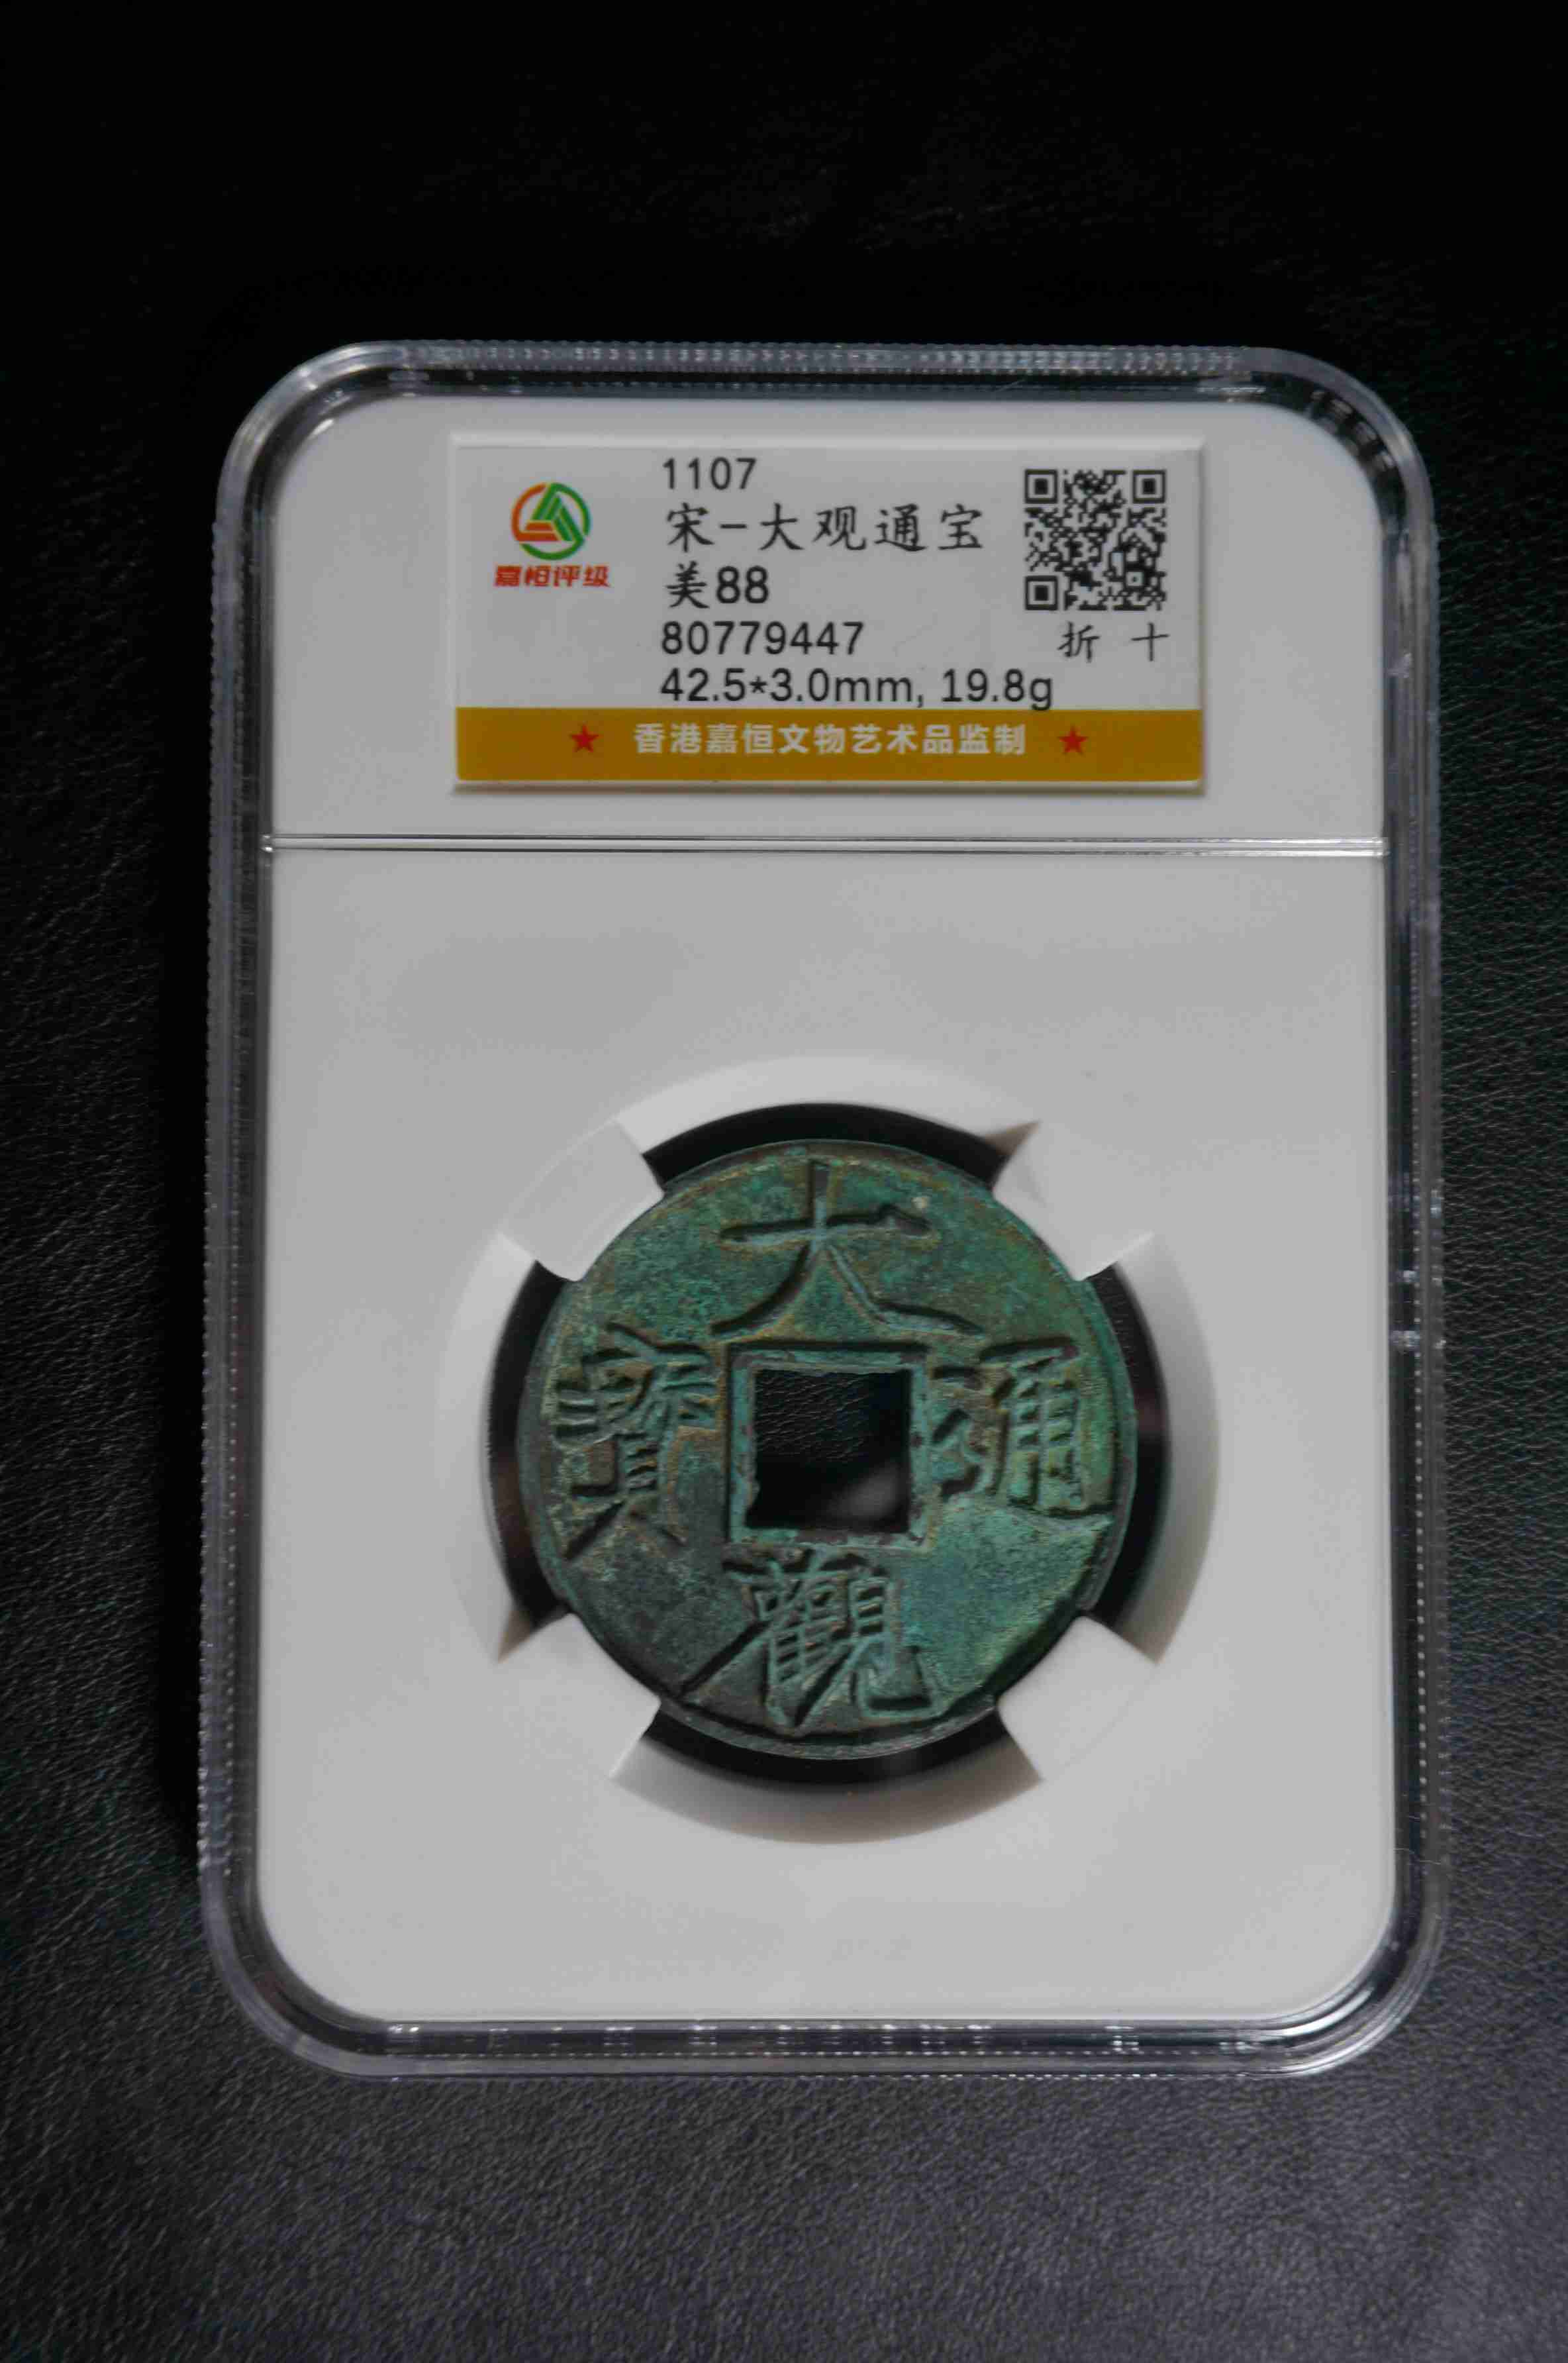 嘉恒评级
1107
宋-大观通宝
美88
80779447
折 十
42.5*3.0mm, 19.8g
★ 香港嘉恒文物艺术品监制 ★
大
觀
通
寶